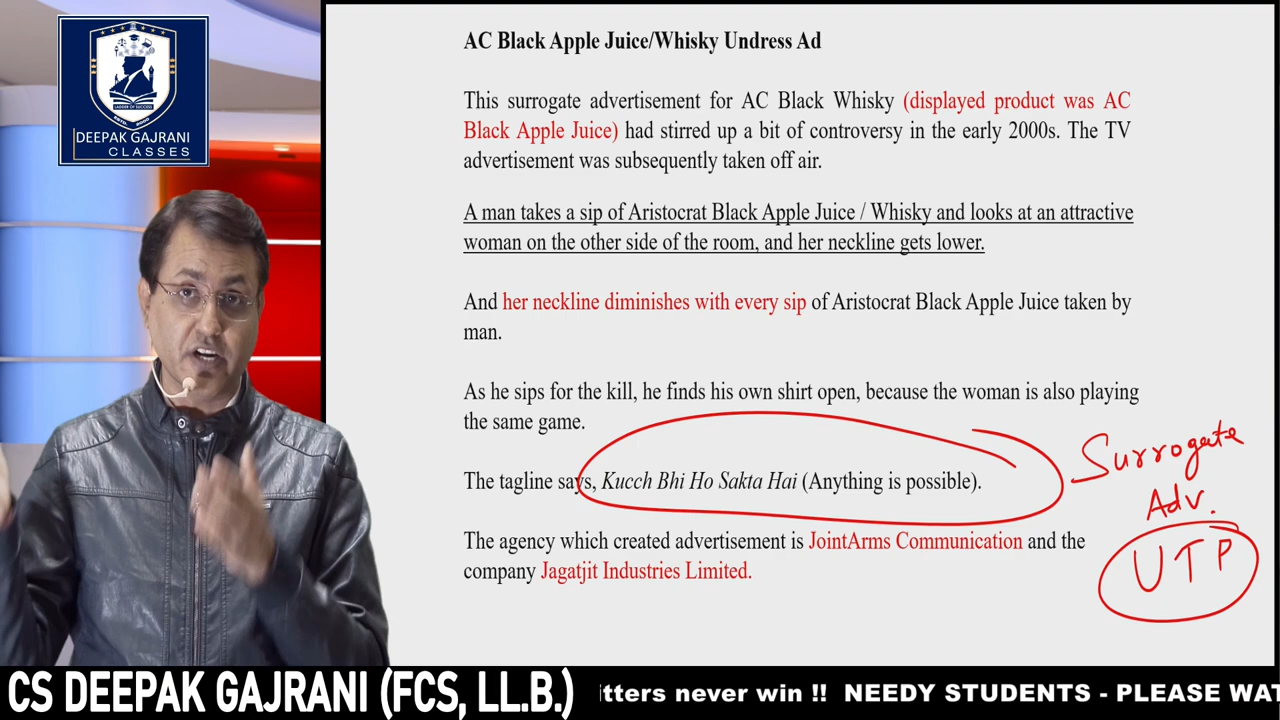 LADDER OF SUCCESS
DEEPAK GAJRANI
CLASSES
AC Black Apple Juice/Whisky Undress Ad
This surrogate advertisement for AC Black Whisky (displayed product was AC
Black Apple Juice) had stirred up a bit of controversy in the early 2000s. The TV
advertisement was subsequently taken off air.
A man takes a sip of Aristocrat Black Apple Juice / Whisky and looks at an attractive
woman on the other side of the room, and her neckline gets lower.
And her neckline diminishes with every sip of Aristocrat Black Apple Juice taken by
man.
As he sips for the kill, he finds his own shirt open, because the woman is also playing
the same game.
The tagline says, Kucch Bhi Ho Sakta Hai (Anything is possible).
The agency which created advertisement is JointArms Communication and the
company Jagatjit Industries Limited.
Surrogate
Adv.
UTP
CS DEEPAK GAJRANI (FCS, LL.B.)
itters never win !! NEEDY STUDENTS - PLEASE WAT